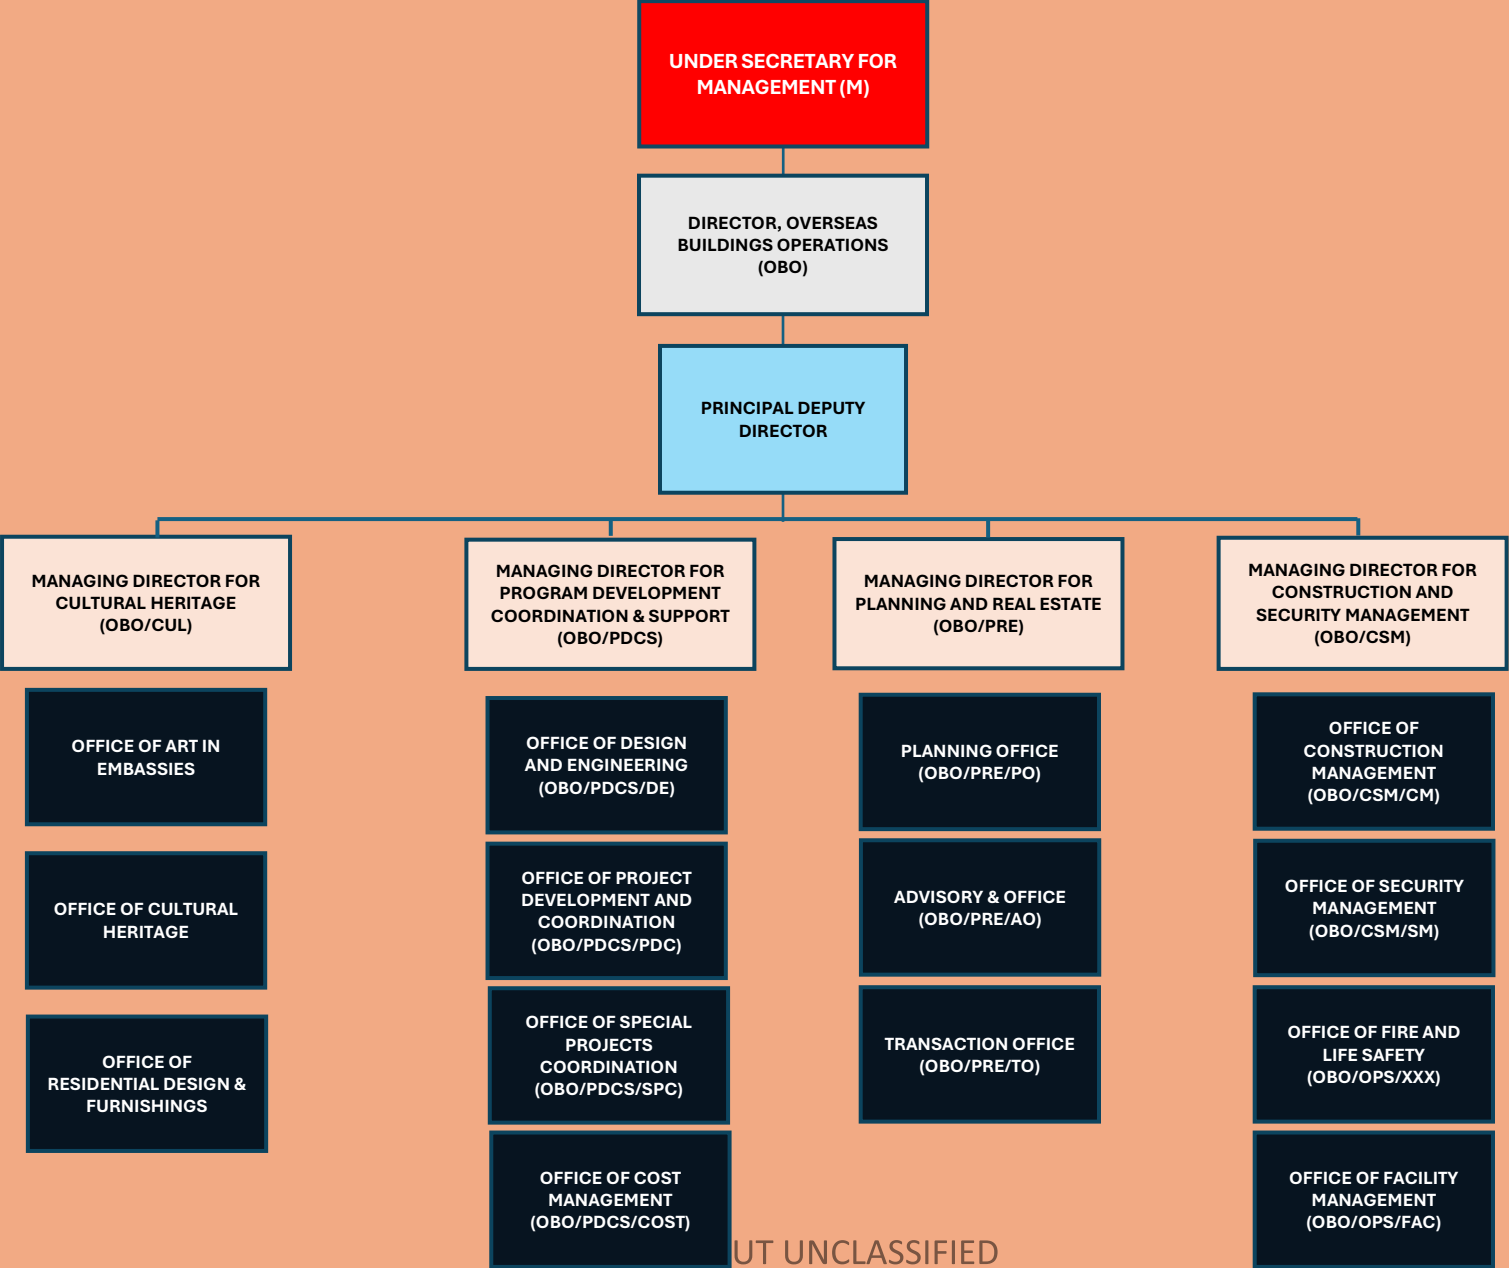 UNDER SECRETARY FOR
MANAGEMENT (M)
DIRECTOR, OVERSEAS
BUILDINGS OPERATIONS
(OBO)
PRINCIPAL DEPUTY
DIRECTOR
MANAGING DIRECTOR FOR
CULTURAL HERITAGE
(OBO/CUL)
OFFICE OF ART IN
EMBASSIES
OFFICE OF CULTURAL
HERITAGE
OFFICE OF
RESIDENTIAL DESIGN &
FURNISHINGS
MANAGING DIRECTOR FOR
PROGRAM DEVELOPMENT
COORDINATION & SUPPORT
(OBO/PDCS)
OFFICE OF DESIGN
AND ENGINEERING
(OBO/PDCS/DE)
OFFICE OF PROJECT
DEVELOPMENT AND
COORDINATION
(OBO/PDCS/PDC)
OFFICE OF SPECIAL
PROJECTS
COORDINATION
(OBO/PDCS/SPC)
OFFICE OF COST
MANAGEMENT
(OBO/PDCS/COST)
MANAGING DIRECTOR FOR
PLANNING AND REAL ESTATE
(OBO/PRE)
PLANNING OFFICE
(OBO/PRE/PO)
ADVISORY & OFFICE
(OBO/PRE/AO)
TRANSACTION OFFICE
(OBO/PRE/TO)
MANAGING DIRECTOR FOR
CONSTRUCTION AND
SECURITY MANAGEMENT
(OBO/CSM)
OFFICE OF
CONSTRUCTION
MANAGEMENT
(OBO/CSM/CM)
OFFICE OF SECURITY
MANAGEMENT
(OBO/CSM/SM)
OFFICE OF FIRE AND
LIFE SAFETY
(OBO/OPS/XXX)
OFFICE OF FACILITY
MANAGEMENT
(OBO/OPS/FAC)
UT UNCLASSIFIED